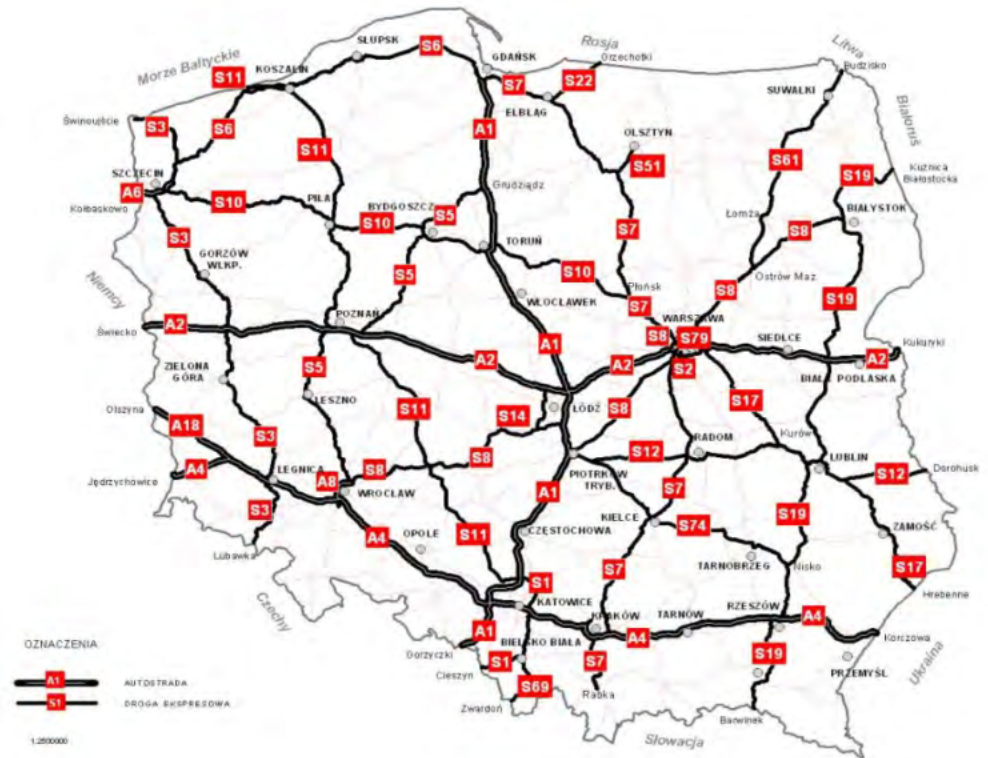 Morze Bałtyckie
SŁUPSK
S6
GDAŃSK
Rosja
Grzechotki
Litwa
Budzisko
S11
KOSZALIN
S7
S22
ELBLĄG
SUWAŁKI
Białoruś
Świnoujście
S3
S6
A1
OLSZTYN
S11
S51
S61
S19
Kuźnica
Białostocka
SZCZECIN
A6
Kołbaskowo
S10
PIŁA
BYDGOSZCZ
S10
S5
Grudziądz
Łomża
BIAŁYSTOK
S8
S3
GORZÓW
WLKP.
S5
TORUŃ
S7
S10
Płońsk
Ostrów Maz
S8
S19
Niemcy
WŁOCŁAWEK
S7
Świecko
A2
POZNAŃ
A1
S8
WARSZAWA
S79
SIEDLCE
A2
Kukuryki
A2
A2
S2
BIAŁA
PODLASKA
ZIELONA
GÓRA
S5
LESZNO
S11
S14
ŁÓDŹ
S8
S17
Olszyna
A18
S3
S8
S12
RADOM
Kurów
A4
Jędrzychowice
LEGNICA
A8
S8
WROCŁAW
PIOTRKÓW
TRYB.
LUBLIN
S12
Dorohusk
S3
A1
S7
S19
Lubawka
A4
OPOLE
S11
CZĘSTOCHOWA
KIELCE
S74
ZAMOŚĆ
TARNOBRZEG
Nisko
S17
Hrebenne
Czechy
S1
S7
KATOWICE
KRAKÓW
TARNÓW
RZESZÓW
A4
A4
Korczowa
A1
Gorzyczki
BIELSKO BIAŁA
Cieszyn
S1
S7
S19
PRZEMYŚL
Ukraina
S69
Zwardoń
Rabka
Barwinek
Słowacja
OZNACZENIA
A1
AUTOSTRADA
S1
DROGA EKSPRESOWA
1:2500000